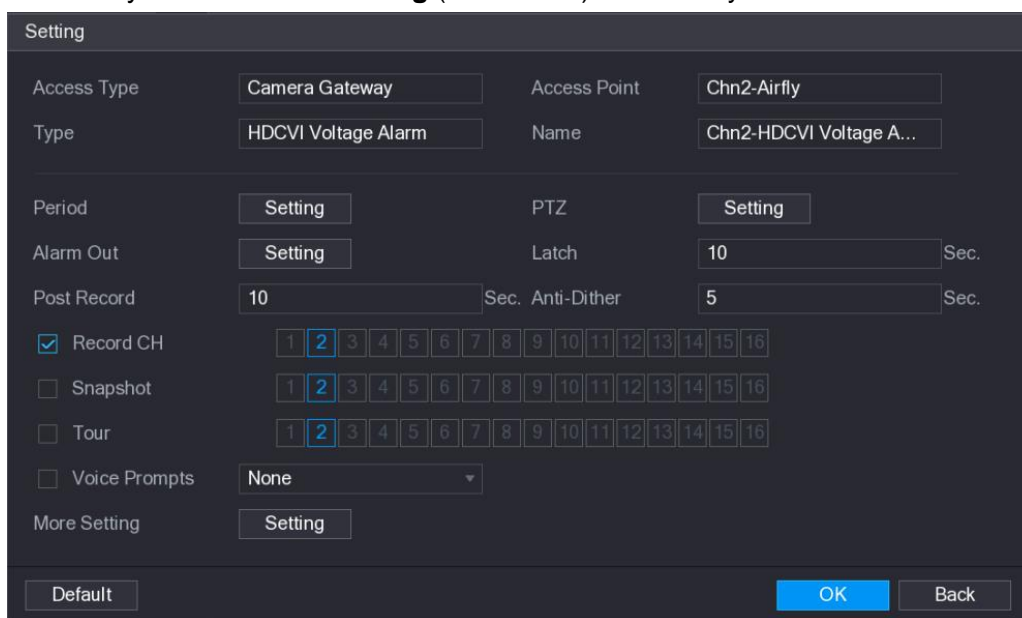 Setting
Access Type Camera Gateway Access Point Chn2-Airfly
Type HDCVI Voltage Alarm Name Chn2-HDCVI Voltage A...
Period Setting PTZ Setting
Alarm Out Setting Latch 10 Sec.
Post Record 10 Sec. Anti-Dither 5 Sec.
Record CH 1 2 3 4 5 6 7 8 9 10 11 12 13 14 15 16
Snapshot 1 2 3 4 5 6 7 8 9 10 11 12 13 14 15 16
Tour 1 2 3 4 5 6 7 8 9 10 11 12 13 14 15 16
Voice Prompts None
More Setting Setting
Default OK Back